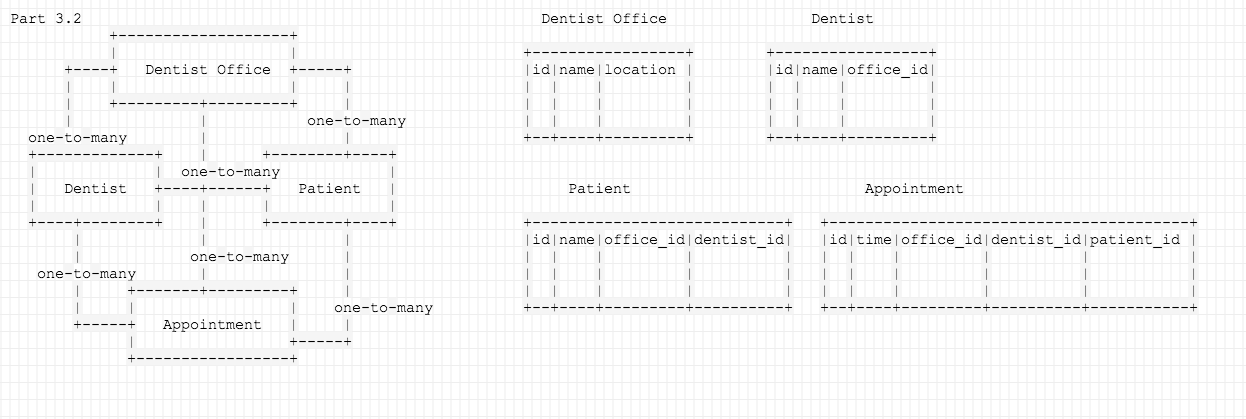 Part 3.2
Dentist Office
Dentist
Dentist Office
id|name|location
id|name|office_id
one-to-many
one-to-many
one-to-many
Dentist
Patient
Patient
Appointment
id|name|office_id|dentist_id
id|time|office_id|dentist_id|patient_id
one-to-many
one-to-many
one-to-many
Appointment